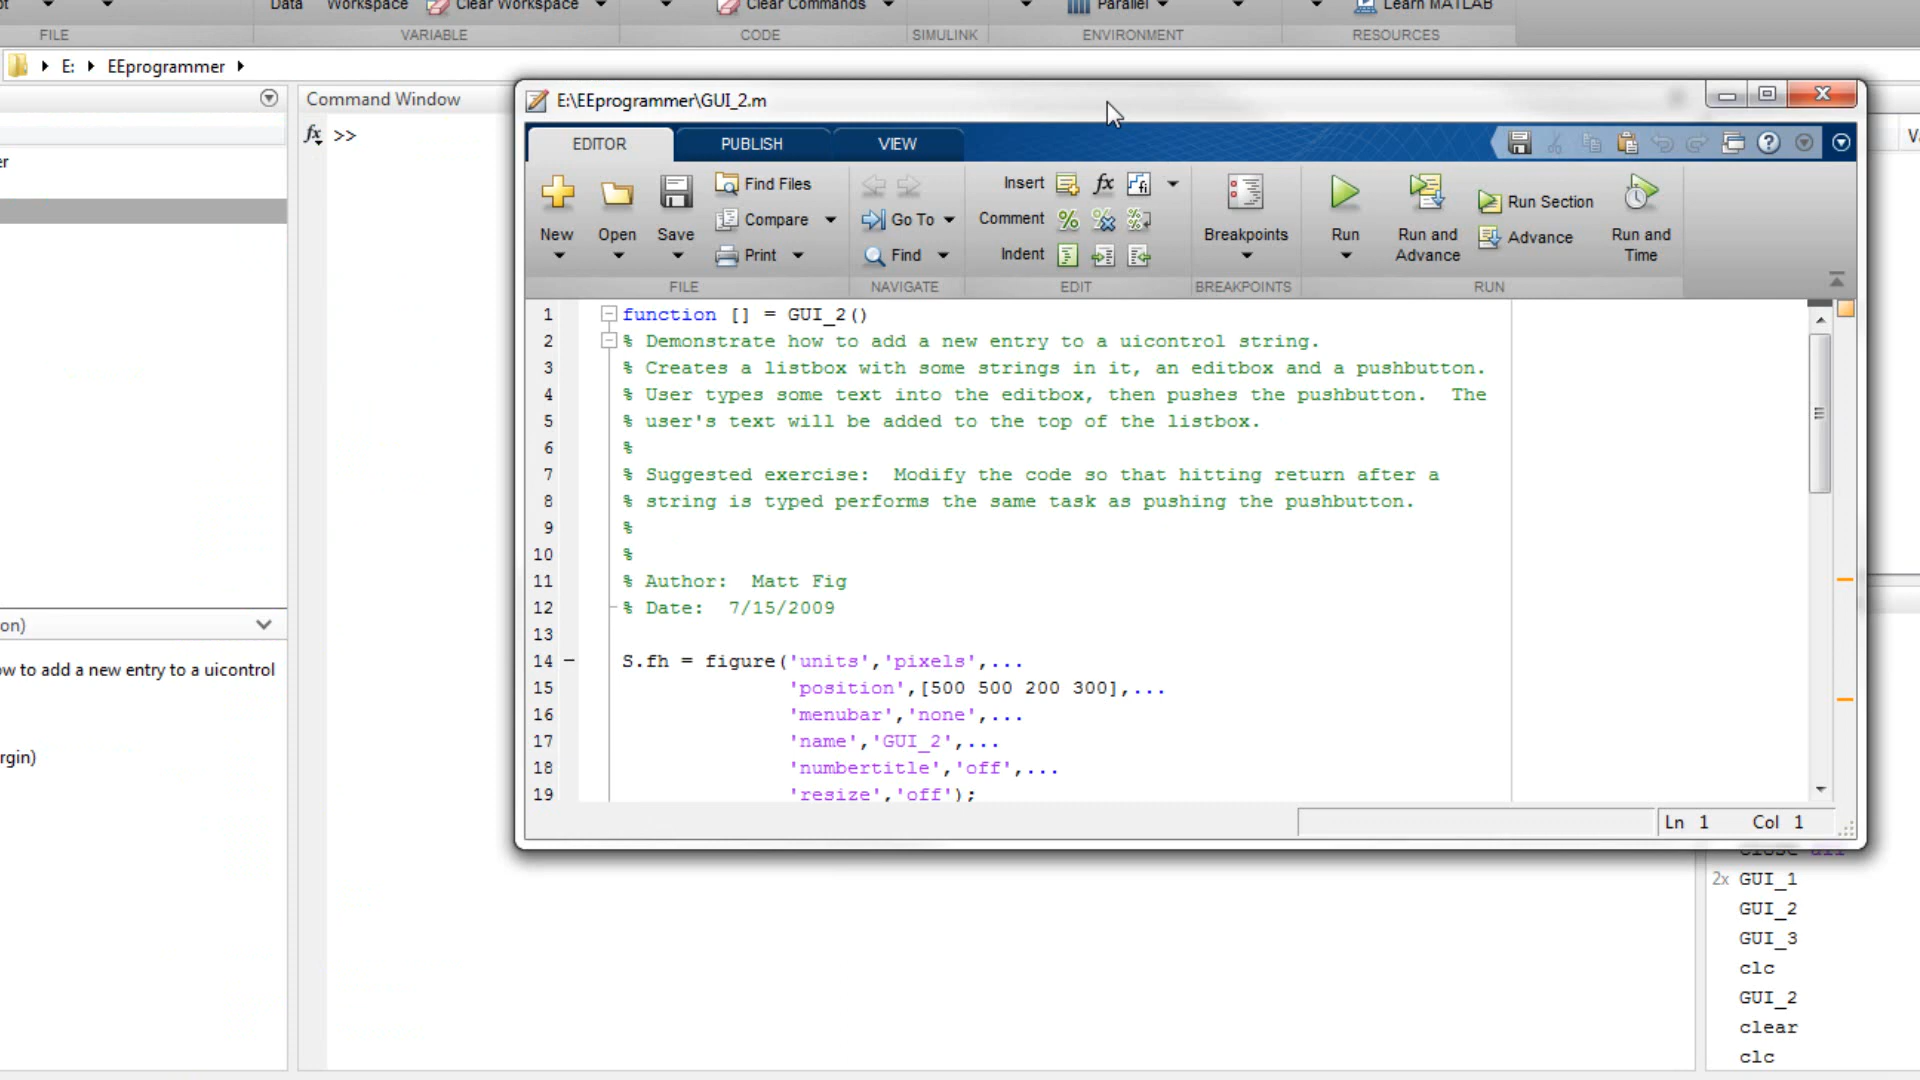 Data Workspace Clear Workspace Clear Commands Parallel Learn MATLAB
FILE VARIABLE CODE SIMULINK ENVIRONMENT RESOURCES
E: EEprogrammer
Command Window
fx >>
er
on)
ow to add a new entry to a uicontrol
rgin)
E:\EEprogrammer\GUI_2.m
EDITOR PUBLISH VIEW
New Open Save Find Files Compare Print
Go To Find
Insert fx fi
Comment
Indent
Breakpoints
Run Run and Advance Run Section Advance Run and Time
FILE NAVIGATE EDIT BREAKPOINTS RUN
1 function [] = GUI_2()
2 % Demonstrate how to add a new entry to a uicontrol string.
3 % Creates a listbox with some strings in it, an editbox and a pushbutton.
4 % User types some text into the editbox, then pushes the pushbutton.  The
5 % user's text will be added to the top of the listbox.
6 %
7 % Suggested exercise:  Modify the code so that hitting return after a
8 % string is typed performs the same task as pushing the pushbutton.
9 %
10 %
11 % Author:  Matt Fig
12 % Date:  7/15/2009
13
14 – S.fh = figure('units','pixels',...
15 'position',[500 500 200 300],...
16 'menubar','none',...
17 'name','GUI_2',...
18 'numbertitle','off',...
19 'resize','off');
Ln 1 Col 1
close all
2x GUI_1
GUI_2
GUI_3
clc
GUI_2
clear
clc